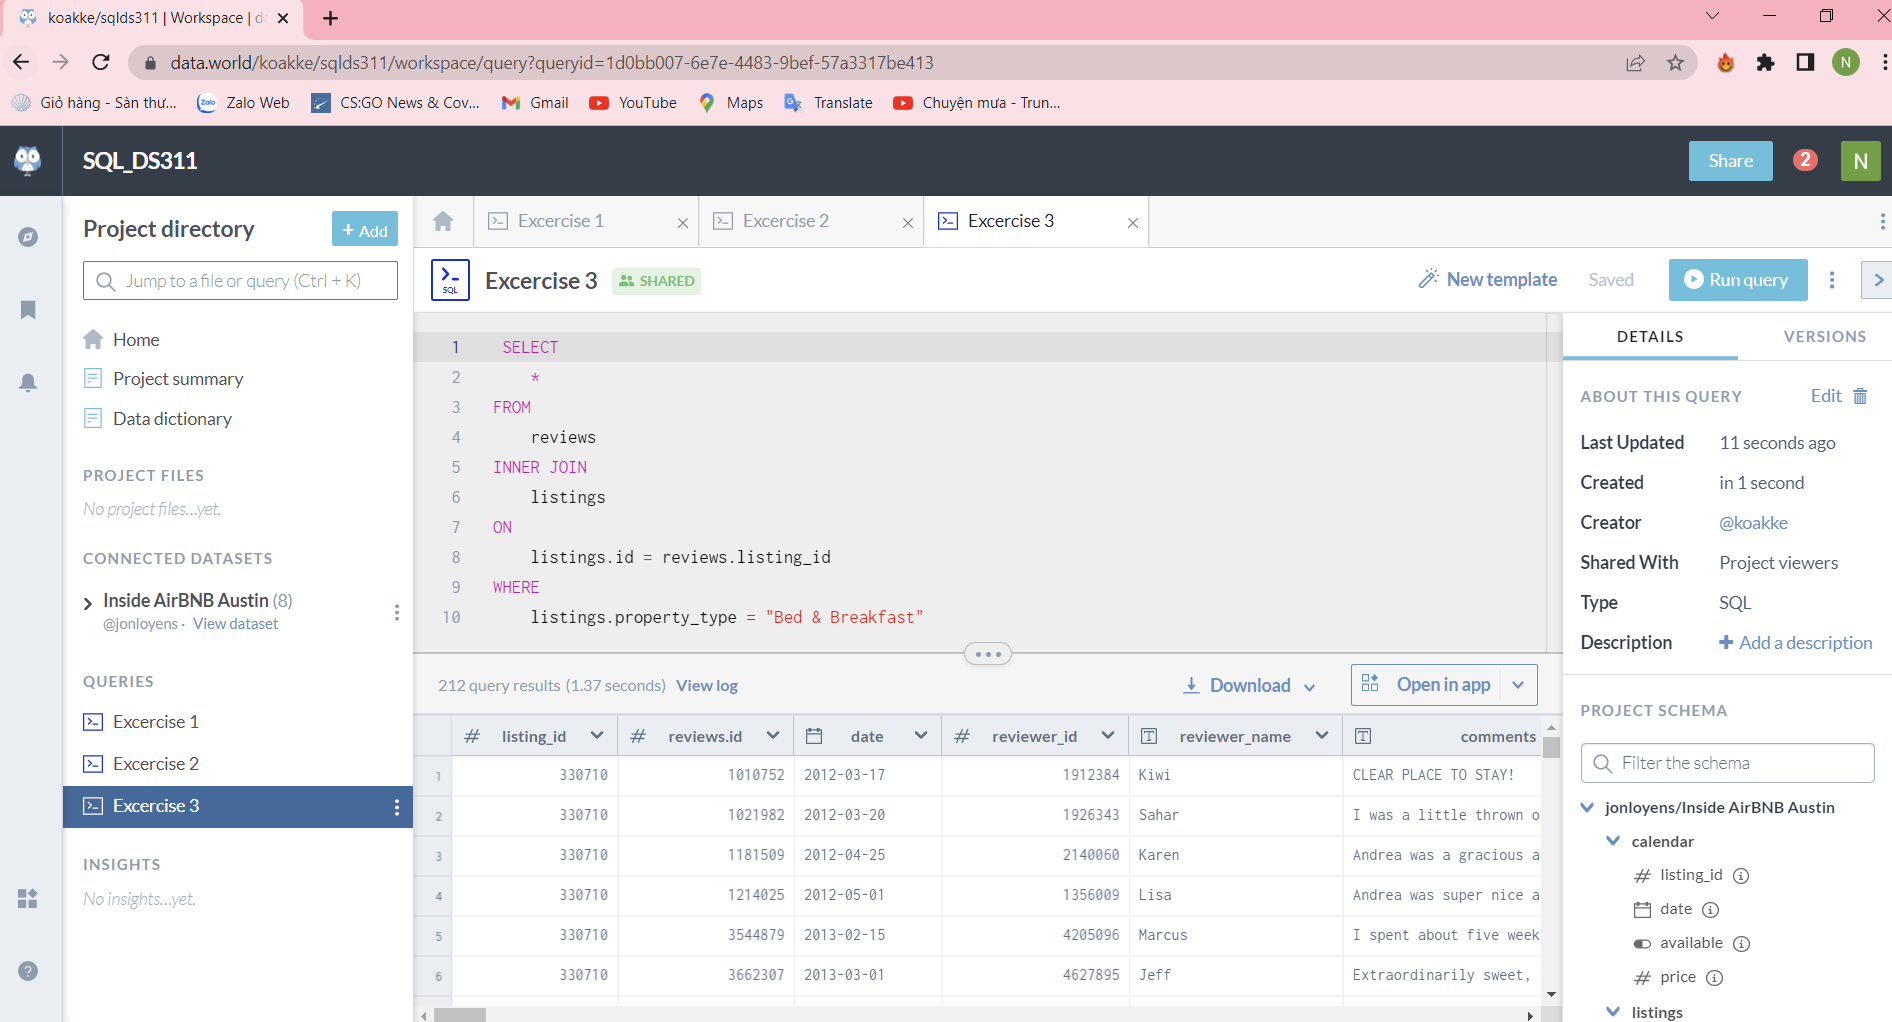 koakke/sqlds311 | Workspace | d
data.world/koakke/sqlds311/workspace/query?queryid=1d0bb007-6e7e-4483-9bef-57a3317be413
N
Giỏ hàng - Sàn thư...
Zalo Web
CS:GO News & Cov...
Gmail
YouTube
Maps
Translate
Chuyện mưa - Trun...
SQL_DS311
Share
2
N
Project directory
+ Add
Jump to a file or query (Ctrl + K)
Home
Project summary
Data dictionary
PROJECT FILES
No project files...yet.
CONNECTED DATASETS
Inside AirBNB Austin (8)
@jonloyens · View dataset
QUERIES
Excercise 1
Excercise 2
Excercise 3
INSIGHTS
No insights...yet.
Excercise 1
Excercise 2
Excercise 3
SQL
Excercise 3
SHARED
New template
Saved
Run query
1 SELECT
2 *
3 FROM
4 reviews
5 INNER JOIN
6 listings
7 ON
8 listings.id = reviews.listing_id
9 WHERE
10 listings.property_type = "Bed & Breakfast"
212 query results (1.37 seconds) View log
Download
Open in app
# listing_id # reviews.id date # reviewer_id T reviewer_name T comments
1 330710 1010752 2012-03-17 1912384 Kiwi CLEAR PLACE TO STAY!
2 330710 1021982 2012-03-20 1926343 Sahar I was a little thrown o
3 330710 1181509 2012-04-25 2140060 Karen Andrea was a gracious a
4 330710 1214025 2012-05-01 1356009 Lisa Andrea was super nice a
5 330710 3544879 2013-02-15 4205096 Marcus I spent about five week
6 330710 3662307 2013-03-01 4627895 Jeff Extraordinarily sweet,
DETAILS
VERSIONS
ABOUT THIS QUERY
Edit
Last Updated 11 seconds ago
Created in 1 second
Creator @koakke
Shared With Project viewers
Type SQL
Description + Add a description
PROJECT SCHEMA
Filter the schema
jonloyens/Inside AirBNB Austin
calendar
# listing_id
date
available
# price
listings